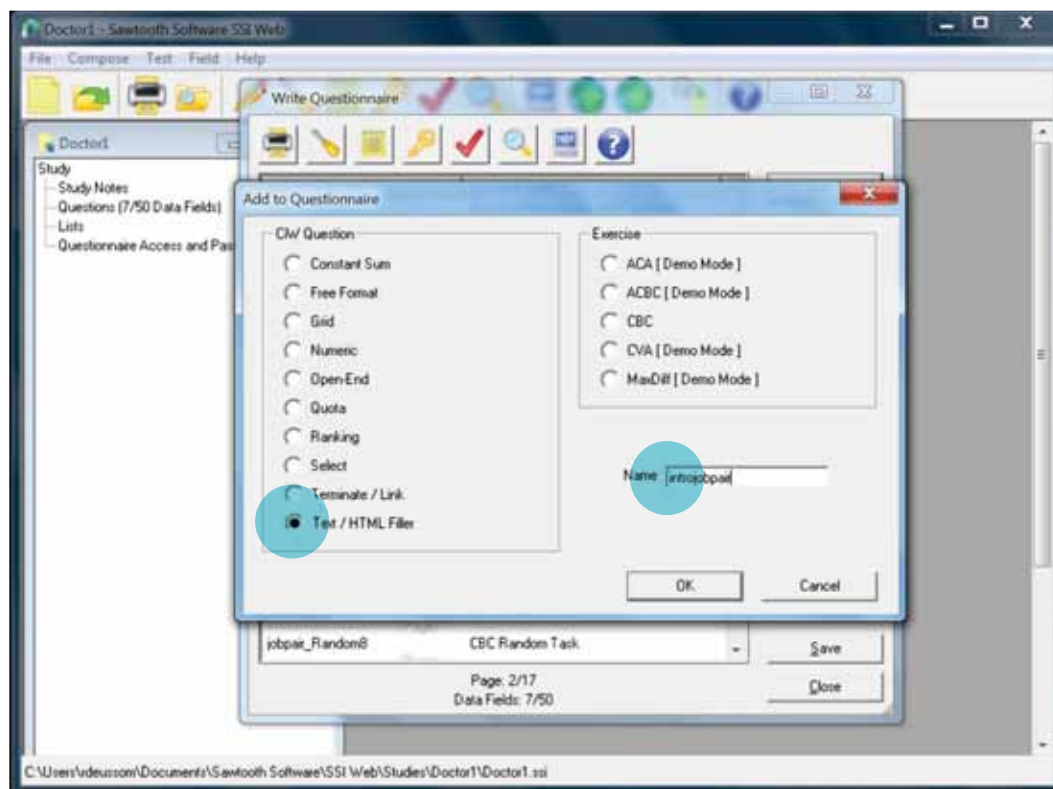 Doctor1 - Sawtooth Software SSI Web
File Compose Test Field Help
Write Questionnaire
Doctor1
Study
Study Notes
Questions (7/50 Data Fields)
Lists
Questionnaire Access and Pas
Add to Questionnaire
CiW Question
Constant Sum
Free Format
Grid
Numeric
Open-End
Quota
Ranking
Select
Terminate / Link
Text / HTML Filler
Exercise
ACA [ Demo Mode ]
ACBC [ Demo Mode ]
CBC
CVA [ Demo Mode ]
MaxDiff [ Demo Mode ]
Name introjobpair
OK Cancel
jobpair_Random8 CBC Random Task
Save
Page: 2/17
Data Fields: 7/50
Close
C:\Users\rdeussom\Documents\Sawtooth Software\SSI Web\Studies\Doctor1\Doctor1.ssi